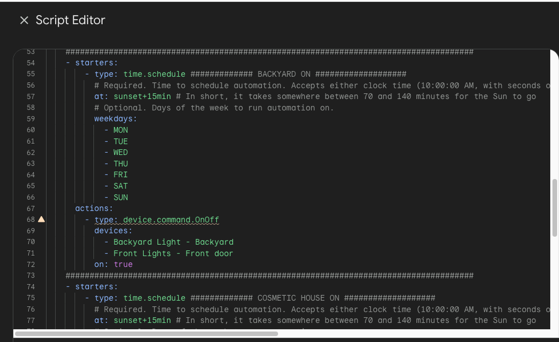 Script Editor
53 ####################################################################################
54 - starters:
55 - type: time.schedule ############# BACKYARD ON ###################
56 # Required. Time to schedule automation. Accepts either clock time (10:00:00 AM, with seconds o
57 at: sunset+15min # In short, it takes somewhere between 70 and 140 minutes for the Sun to go
58 # Optional. Days of the week to run automation on.
59 weekdays:
60 - MON
61 - TUE
62 - WED
63 - THU
64 - FRI
65 - SAT
66 - SUN
67 actions:
68 - type: device.command.OnOff
69 devices:
70 - Backyard Light - Backyard
71 - Front Lights - Front door
72 on: true
73 ####################################################################################
74 - starters:
75 - type: time.schedule ############# COSMETIC HOUSE ON ###################
76 # Required. Time to schedule automation. Accepts either clock time (10:00:00 AM, with seconds o
77 at: sunset+15min # In short, it takes somewhere between 70 and 140 minutes for the Sun to go